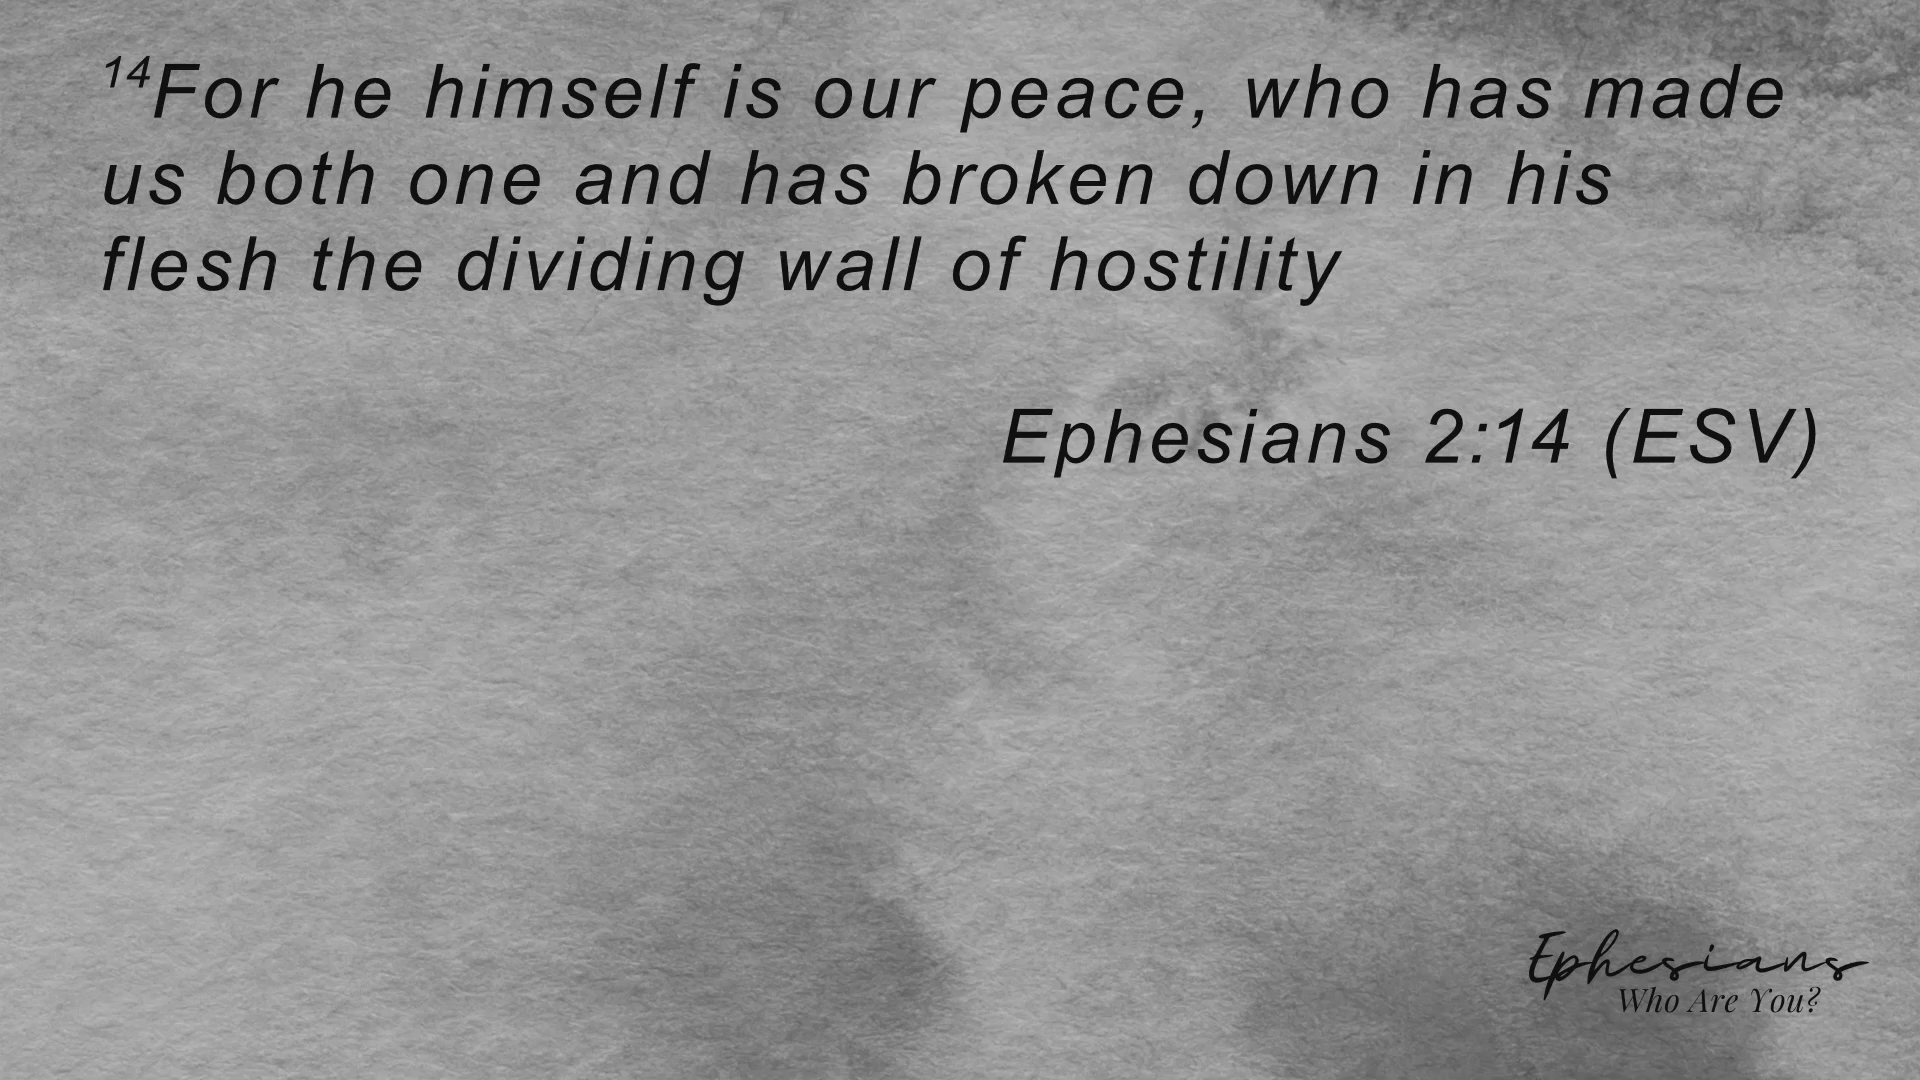 14For he himself is our peace, who has made
us both one and has broken down in his
flesh the dividing wall of hostility
Ephesians 2:14 (ESV)
Ephesians
Who Are You?